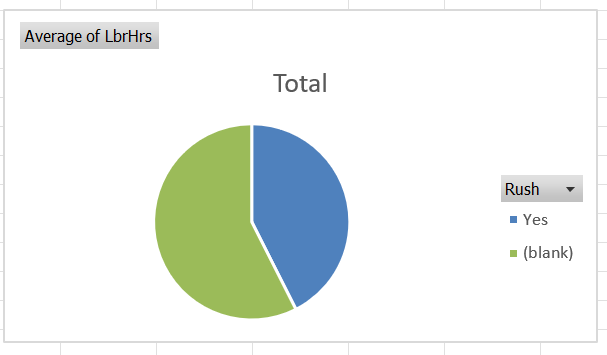 Average of LbrHrs
Total
Rush
Yes
(blank)